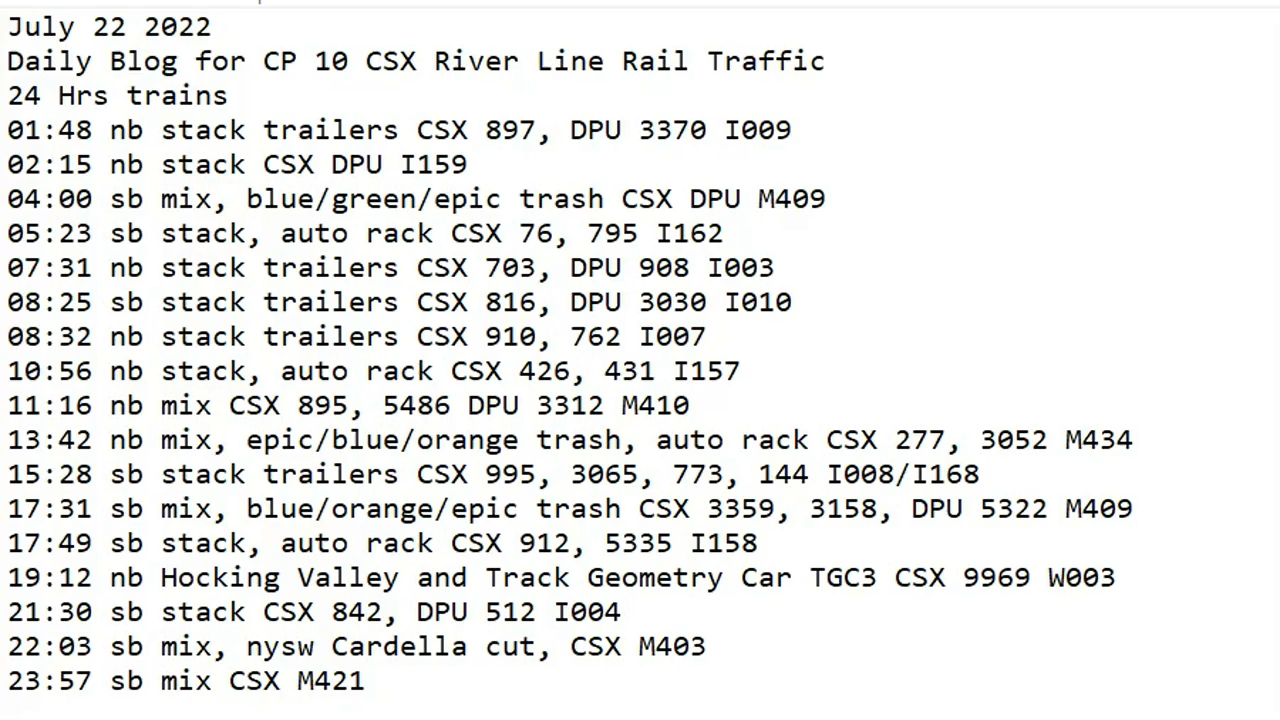 July 22 2022
Daily Blog for CP 10 CSX River Line Rail Traffic
24 Hrs trains
01:48 nb stack trailers CSX 897, DPU 3370 I009
02:15 nb stack CSX DPU I159
04:00 sb mix, blue/green/epic trash CSX DPU M409
05:23 sb stack, auto rack CSX 76, 795 I162
07:31 nb stack trailers CSX 703, DPU 908 I003
08:25 sb stack trailers CSX 816, DPU 3030 I010
08:32 nb stack trailers CSX 910, 762 I007
10:56 nb stack, auto rack CSX 426, 431 I157
11:16 nb mix CSX 895, 5486 DPU 3312 M410
13:42 nb mix, epic/blue/orange trash, auto rack CSX 277, 3052 M434
15:28 sb stack trailers CSX 995, 3065, 773, 144 I008/I168
17:31 sb mix, blue/orange/epic trash CSX 3359, 3158, DPU 5322 M409
17:49 sb stack, auto rack CSX 912, 5335 I158
19:12 nb Hocking Valley and Track Geometry Car TGC3 CSX 9969 W003
21:30 sb stack CSX 842, DPU 512 I004
22:03 sb mix, nysw Cardella cut, CSX M403
23:57 sb mix CSX M421